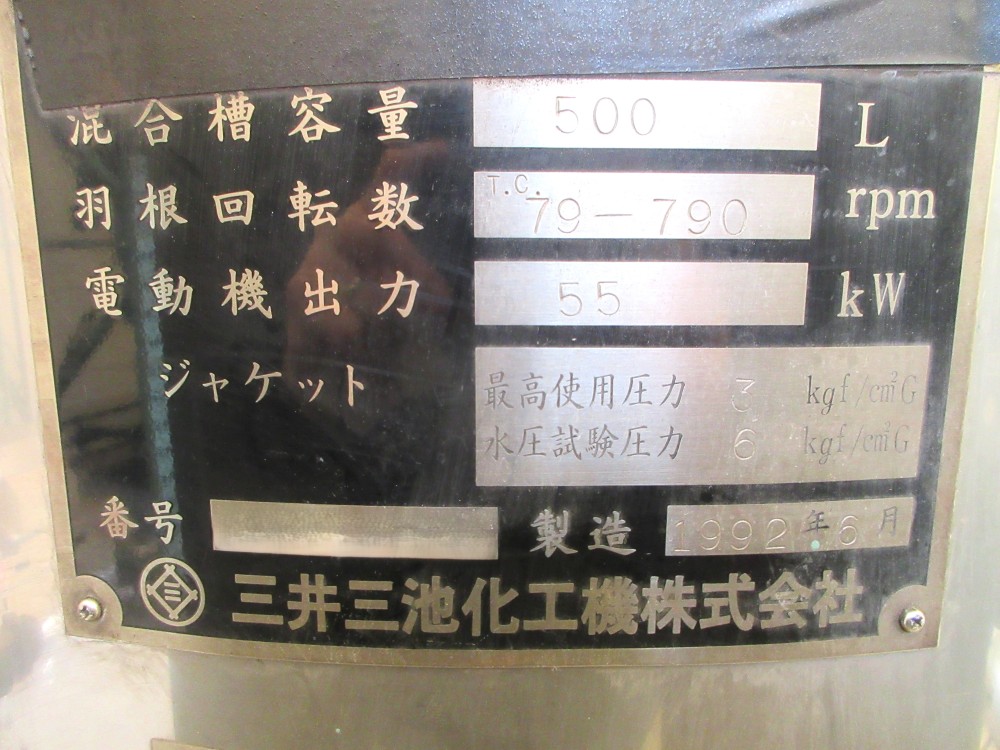 混合槽容量 500 L
羽根回転数 T.C. 79-790 rpm
電動機出力 55 kW
ジャケット 最高使用圧力 3 kgf/cm²G
水圧試験圧力 6 kgf/cm²G
番号 製造 1992年6月
三井三池化工機株式会社